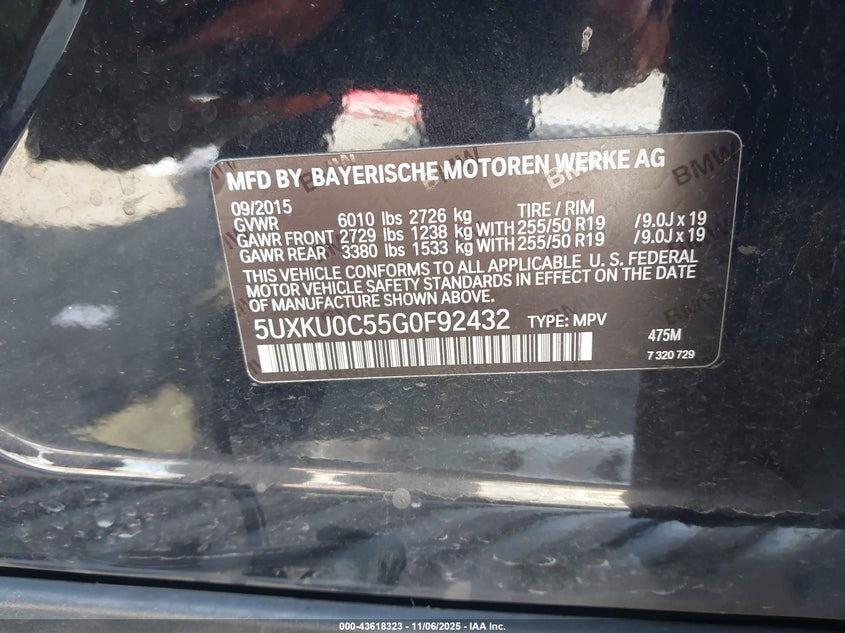 MFD BY BAYERISCHE MOTOREN WERKE AG
09/2015 TIRE / RIM
GVWR 6010 lbs 2726 kg
GAWR FRONT 2729 lbs 1238 kg WITH 255/50 R19 /9.0J x 19
GAWR REAR 3380 lbs 1533 kg WITH 255/50 R19 /9.0J x 19
THIS VEHICLE CONFORMS TO ALL APPLICABLE U. S. FEDERAL
MOTOR VEHICLE SAFETY STANDARDS IN EFFECT ON THE DATE
OF MANUFACTURE SHOWN ABOVE.
5UXKU0C55G0F92432 TYPE: MPV 475M
7 320 729
BMW
000-43618323 - 11/06/2025 - IAA Inc.